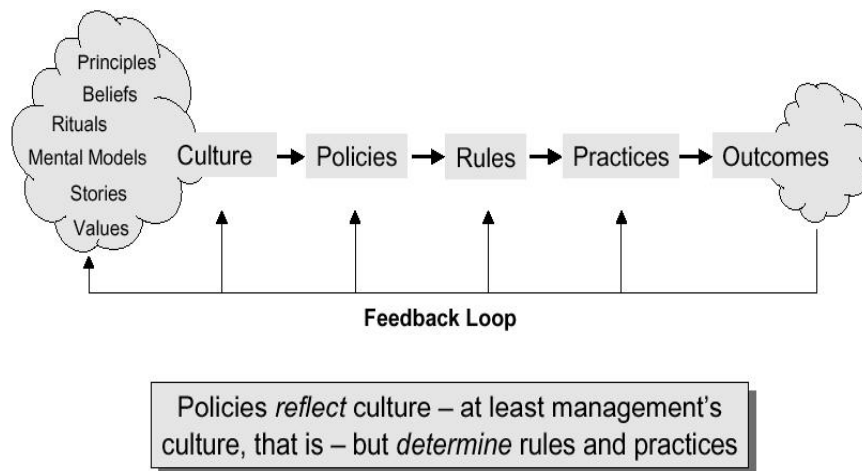 Principles
Beliefs
Rituals
Mental Models
Stories
Values
Culture
Policies
Rules
Practices
Outcomes
Feedback Loop
Policies reflect culture – at least management's
culture, that is – but determine rules and practices